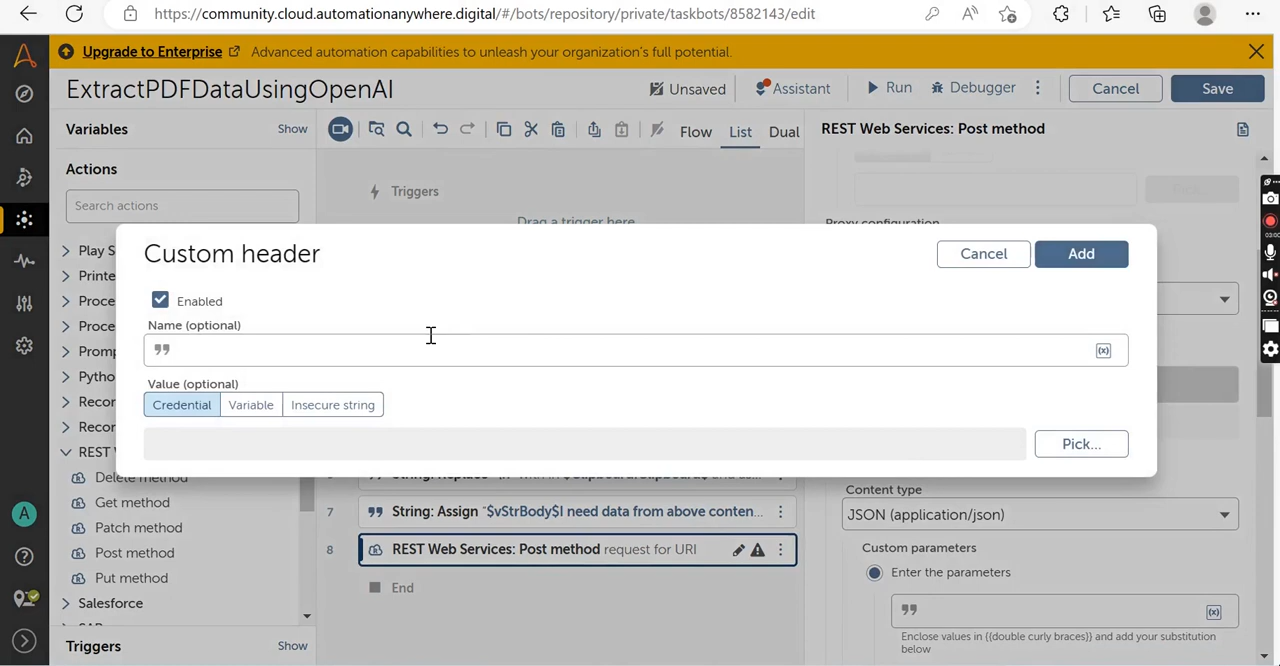 https://community.cloud.automationanywhere.digital/#/bots/repository/private/taskbots/8582143/edit
Upgrade to Enterprise Advanced automation capabilities to unleash your organization's full potential.
ExtractPDFDataUsingOpenAI Unsaved Assistant Run Debugger Cancel Save
Variables Show Flow List Dual REST Web Services: Post method
Actions
Search actions
Triggers
Drag a trigger here
Proxy configuration
Play S
Printe
Proce
Proce
Promp
Pytho
Recor
Recor
REST
Custom header Cancel Add
Enabled
Name (optional)
Value (optional)
Credential Variable Insecure string
Pick...
Delete method
Get method
Patch method
Post method
Put method
Salesforce
Triggers Show
7 String: Assign "$vStrBody$I need data from above conten...
8 REST Web Services: Post method request for URI
End
Content type
JSON (application/json)
Custom parameters
Enter the parameters
Enclose values in {{double curly braces}} and add your substitution
below